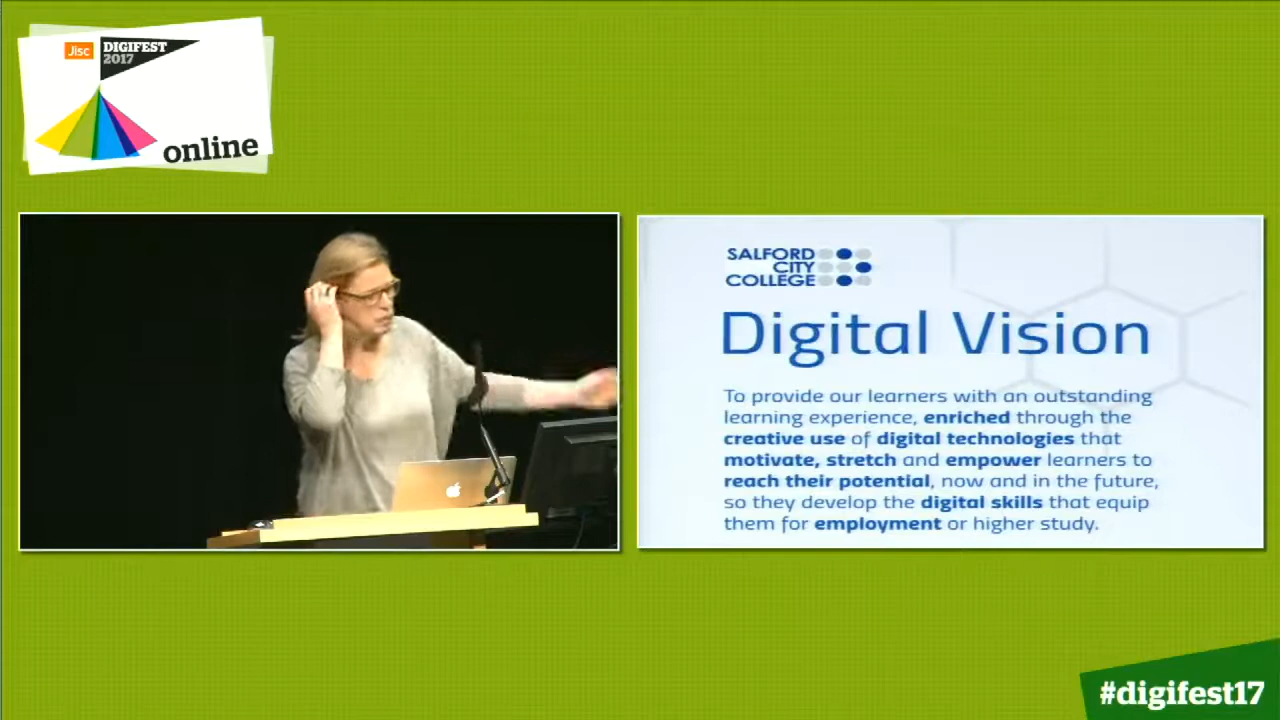 Jisc
DIGIFEST
2017
online
SALFORD
CITY
COLLEGE
Digital Vision
To provide our learners with an outstanding
learning experience, enriched through the
creative use of digital technologies that
motivate, stretch and empower learners to
reach their potential, now and in the future,
so they develop the digital skills that equip
them for employment or higher study.
#digifest17